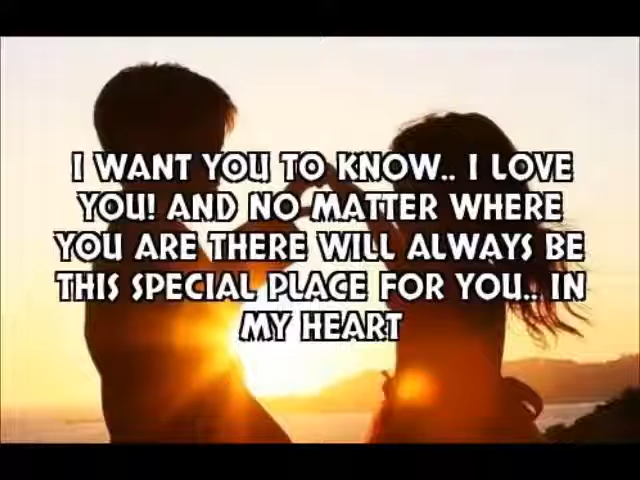 I WANT YOU TO KNOW.. I LOVE
YOU! AND NO MATTER WHERE
YOU ARE THERE WILL ALWAYS BE
THIS SPECIAL PLACE FOR YOU.. IN
MY HEART